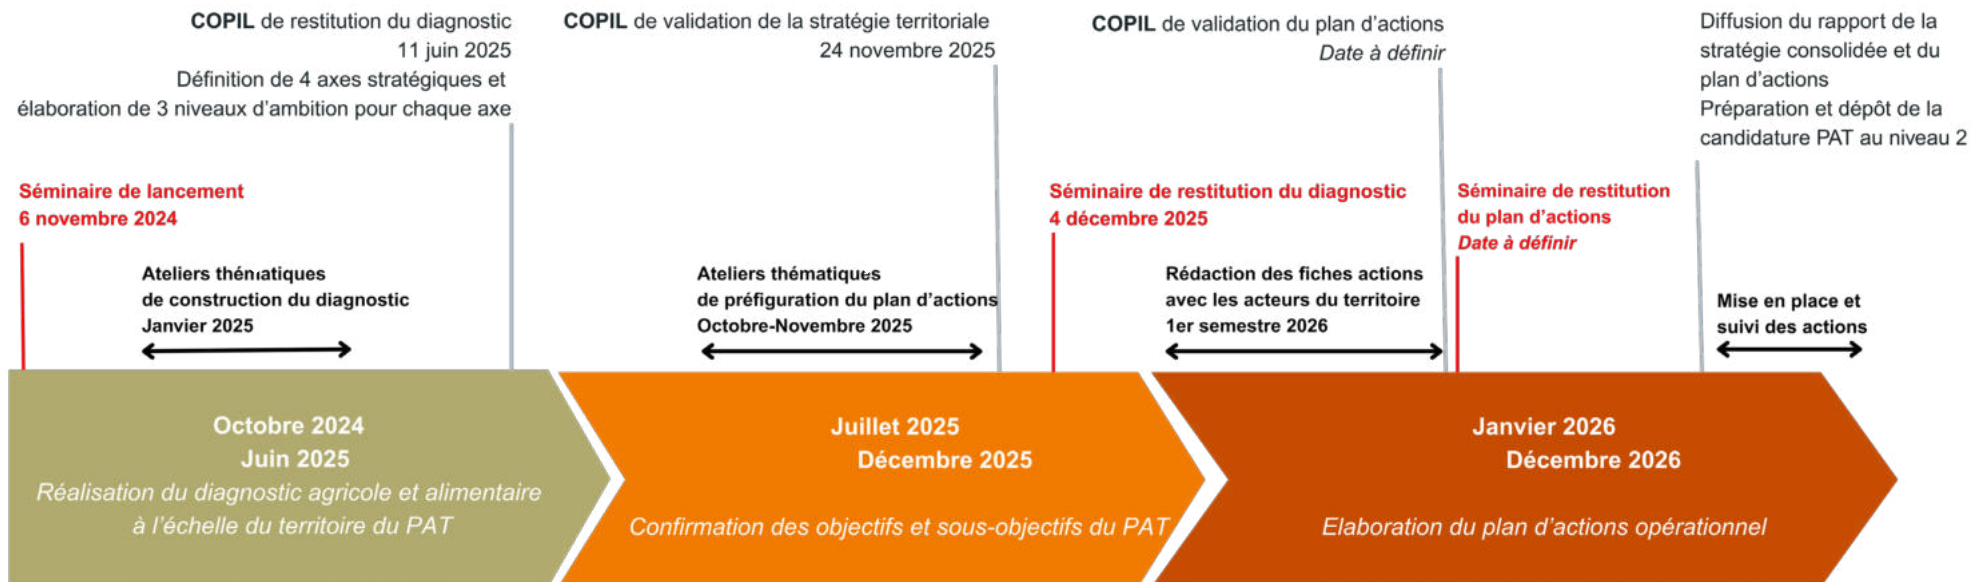 COPIL de restitution du diagnostic
11 juin 2025
Définition de 4 axes stratégiques et
élaboration de 3 niveaux d'ambition pour chaque axe
COPIL de validation de la stratégie territoriale
24 novembre 2025
COPIL de validation du plan d'actions
Date à définir
Diffusion du rapport de la
stratégie consolidée et du
plan d'actions
Préparation et dépôt de la
candidature PAT au niveau 2
Séminaire de lancement
6 novembre 2024
Séminaire de restitution du diagnostic
4 décembre 2025
Séminaire de restitution
du plan d'actions
Date à définir
Ateliers thématiques
de construction du diagnostic
Janvier 2025
Ateliers thématiques
de préfiguration du plan d'actions
Octobre-Novembre 2025
Rédaction des fiches actions
avec les acteurs du territoire
1er semestre 2026
Mise en place et
suivi des actions
Octobre 2024
Juin 2025
Réalisation du diagnostic agricole et alimentaire
à l'échelle du territoire du PAT
Juillet 2025
Décembre 2025
Confirmation des objectifs et sous-objectifs du PAT
Janvier 2026
Décembre 2026
Elaboration du plan d'actions opérationnel